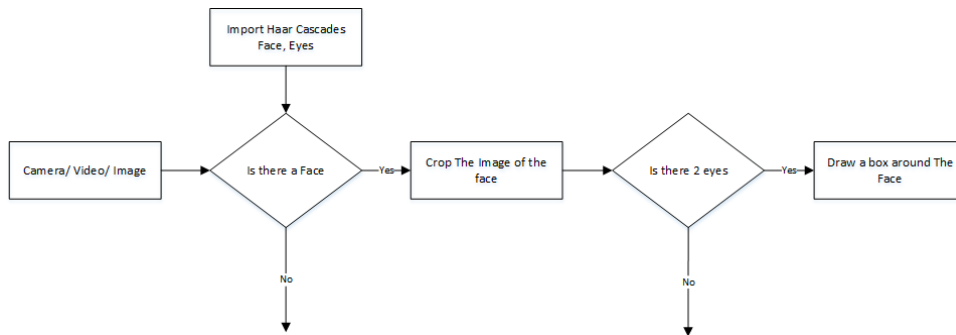 Import Haar Cascades
Face, Eyes
Camera/ Video/ Image
Is there a Face
Yes
Crop The Image of the
face
Is there 2 eyes
Yes
Draw a box around The
Face
No
No